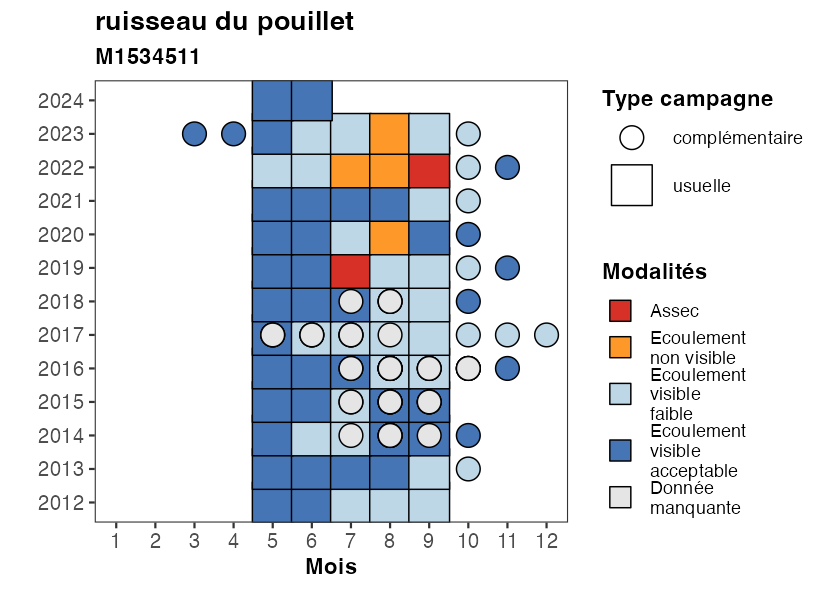 ruisseau du pouillet
M1534511
2024
2023
2022
2021
2020
2019
2018
2017
2016
2015
2014
2013
2012
1 2 3 4 5 6 7 8 9 10 11 12
Mois
Type campagne
complémentaire
usuelle
Modalités
Assec
Ecoulement
non visible
Ecoulement
visible
faible
Ecoulement
visible
acceptable
Donnée
manquante